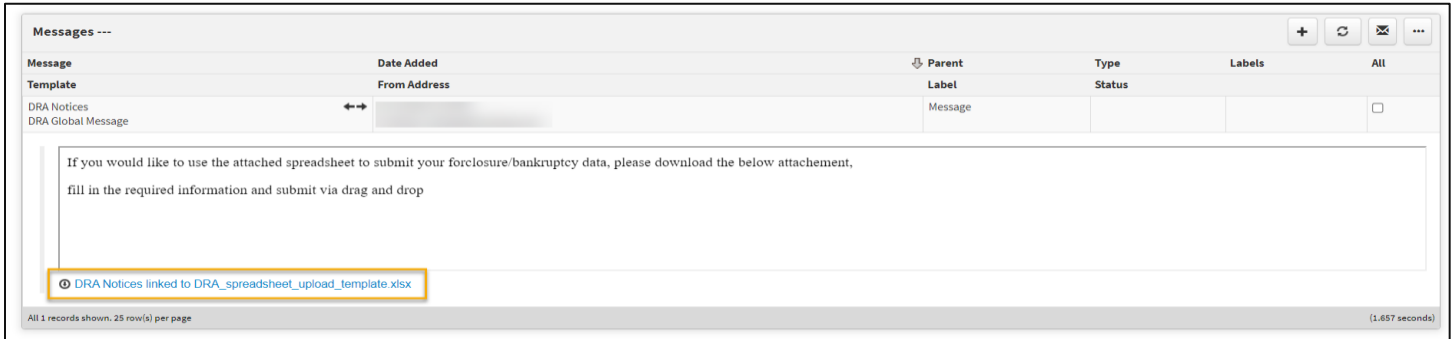 Messages ---
Message Date Added Parent Type Labels All
Template From Address Label Status
DRA Notices Message
DRA Global Message
If you would like to use the attached spreadsheet to submit your forclosure/bankruptcy data, please download the below attachement,
fill in the required information and submit via drag and drop
DRA Notices linked to DRA_spreadsheet_upload_template.xlsx
All 1 records shown. 25 row(s) per page (1.657 seconds)